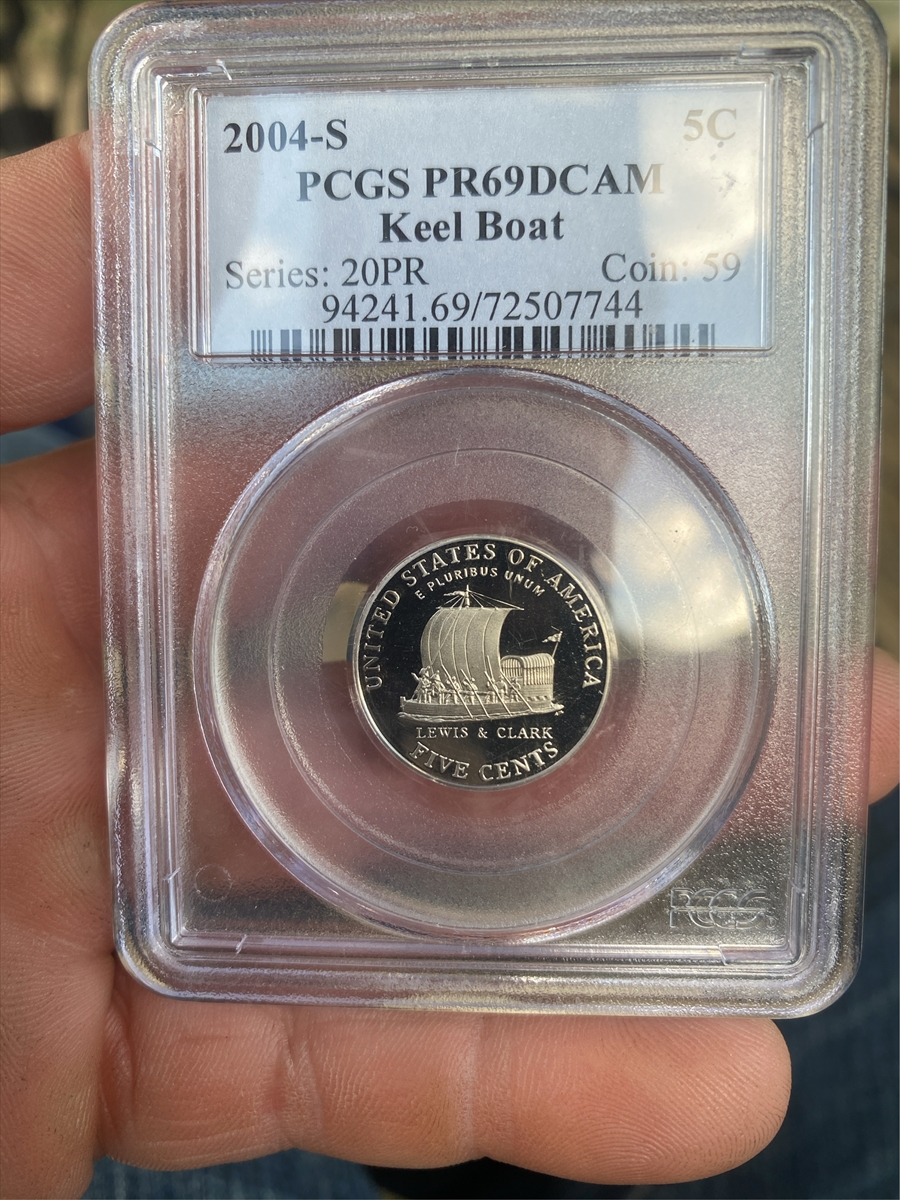 2004-S 5C
PCGS PR69DCAM
Keel Boat
Series: 20PR Coin: 59
94241.69/72507744
UNITED STATES OF AMERICA
E PLURIBUS UNUM
LEWIS & CLARK
FIVE CENTS
PCGS